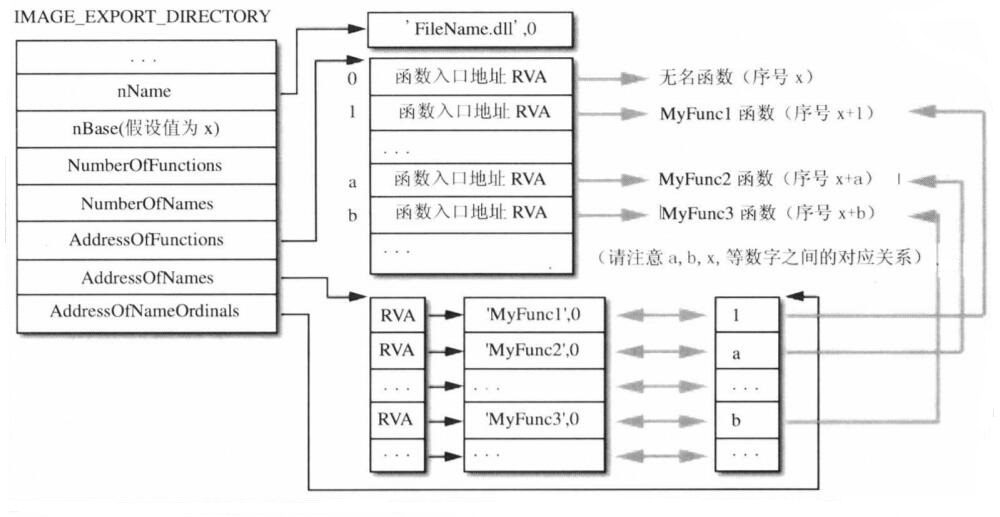 IMAGE_EXPORT_DIRECTORY
. . .
nName
nBase(假设值为 x)
NumberOfFunctions
NumberOfNames
AddressOfFunctions
AddressOfNames
AddressOfNameOrdinals
' FileName.dll' ,0
0 函数入口地址 RVA 无名函数（序号 x）
1 函数入口地址 RVA MyFunc1 函数（序号 x+1）
. . .
a 函数入口地址 RVA MyFunc2 函数（序号 x+a）
b 函数入口地址 RVA MyFunc3 函数（序号 x+b）
. . .
（请注意 a, b, x, 等数字之间的对应关系）
RVA 'MyFunc1',0 1
RVA 'MyFunc2',0 a
. . . . . . . . .
RVA 'MyFunc3',0 b
. . . . . . . . .